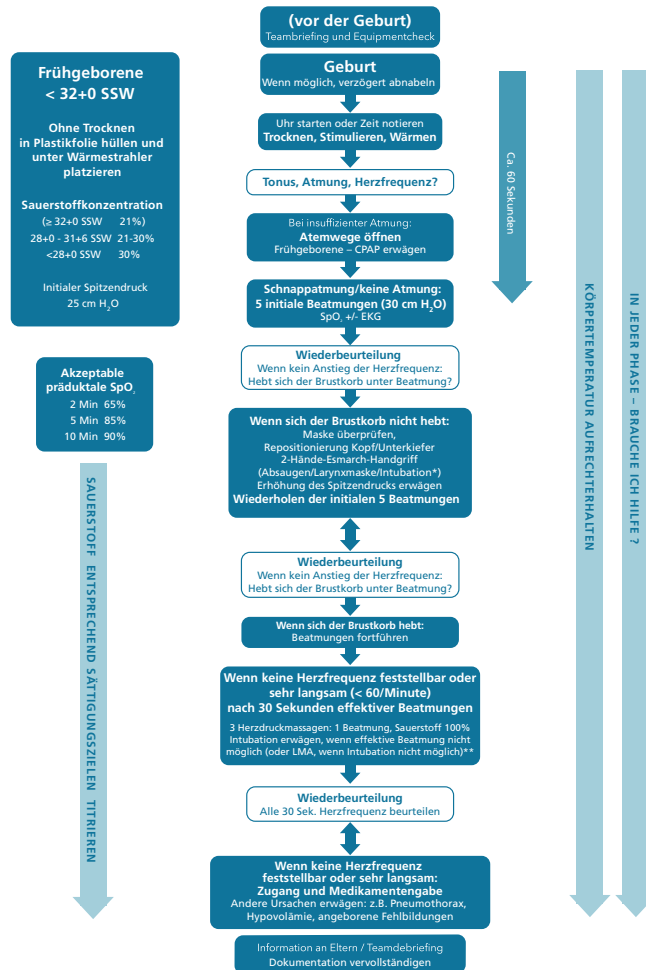 (vor der Geburt)
Teambriefing und Equipmentcheck
Geburt
Wenn möglich, verzögert abnabeln
Uhr starten oder Zeit notieren
Trocknen, Stimulieren, Wärmen
Tonus, Atmung, Herzfrequenz?
Bei insuffizienter Atmung:
Atemwege öffnen
Frühgeborene – CPAP erwägen
Schnappatmung/keine Atmung:
5 initiale Beatmungen (30 cm H₂O)
SpO₂ +/- EKG
Wiederbeurteilung
Wenn kein Anstieg der Herzfrequenz:
Hebt sich der Brustkorb unter Beatmung?
Wenn sich der Brustkorb nicht hebt:
Maske überprüfen,
Repositionierung Kopf/Unterkiefer
2-Hände-Esmarch-Handgriff
(Absaugen/Larynxmaske/Intubation*)
Erhöhung des Spitzendrucks erwägen
Wiederholen der initialen 5 Beatmungen
Wiederbeurteilung
Wenn kein Anstieg der Herzfrequenz:
Hebt sich der Brustkorb unter Beatmung?
Wenn sich der Brustkorb hebt:
Beatmungen fortführen
Wenn keine Herzfrequenz feststellbar oder
sehr langsam (< 60/Minute)
nach 30 Sekunden effektiver Beatmungen
3 Herzdruckmassagen: 1 Beatmung, Sauerstoff 100%
Intubation erwägen, wenn effektive Beatmung nicht
möglich (oder LMA, wenn Intubation nicht möglich)**
Wiederbeurteilung
Alle 30 Sek. Herzfrequenz beurteilen
Wenn keine Herzfrequenz
feststellbar oder sehr langsam:
Zugang und Medikamentengabe
Andere Ursachen erwägen: z.B. Pneumothorax,
Hypovolämie, angeborene Fehlbildungen
Information an Eltern / Teamdebriefing
Dokumentation vervollständigen
Frühgeborene
< 32+0 SSW
Ohne Trocknen
in Plastikfolie hüllen und
unter Wärmestrahler
platzieren
Sauerstoffkonzentration
(≥ 32+0 SSW 21%)
28+0 - 31+6 SSW 21-30%
<28+0 SSW 30%
Initialer Spitzendruck
25 cm H₂O
Akzeptable
präduktale SpO₂
2 Min 65%
5 Min 85%
10 Min 90%
SAUERSTOFF ENTSPRECHEND SÄTTIGUNGSZIELEN TITRIEREN
Ca. 60 Sekunden
KÖRPERTEMPERATUR AUFRECHTERHALTEN
IN JEDER PHASE – BRAUCHE ICH HILFE ?